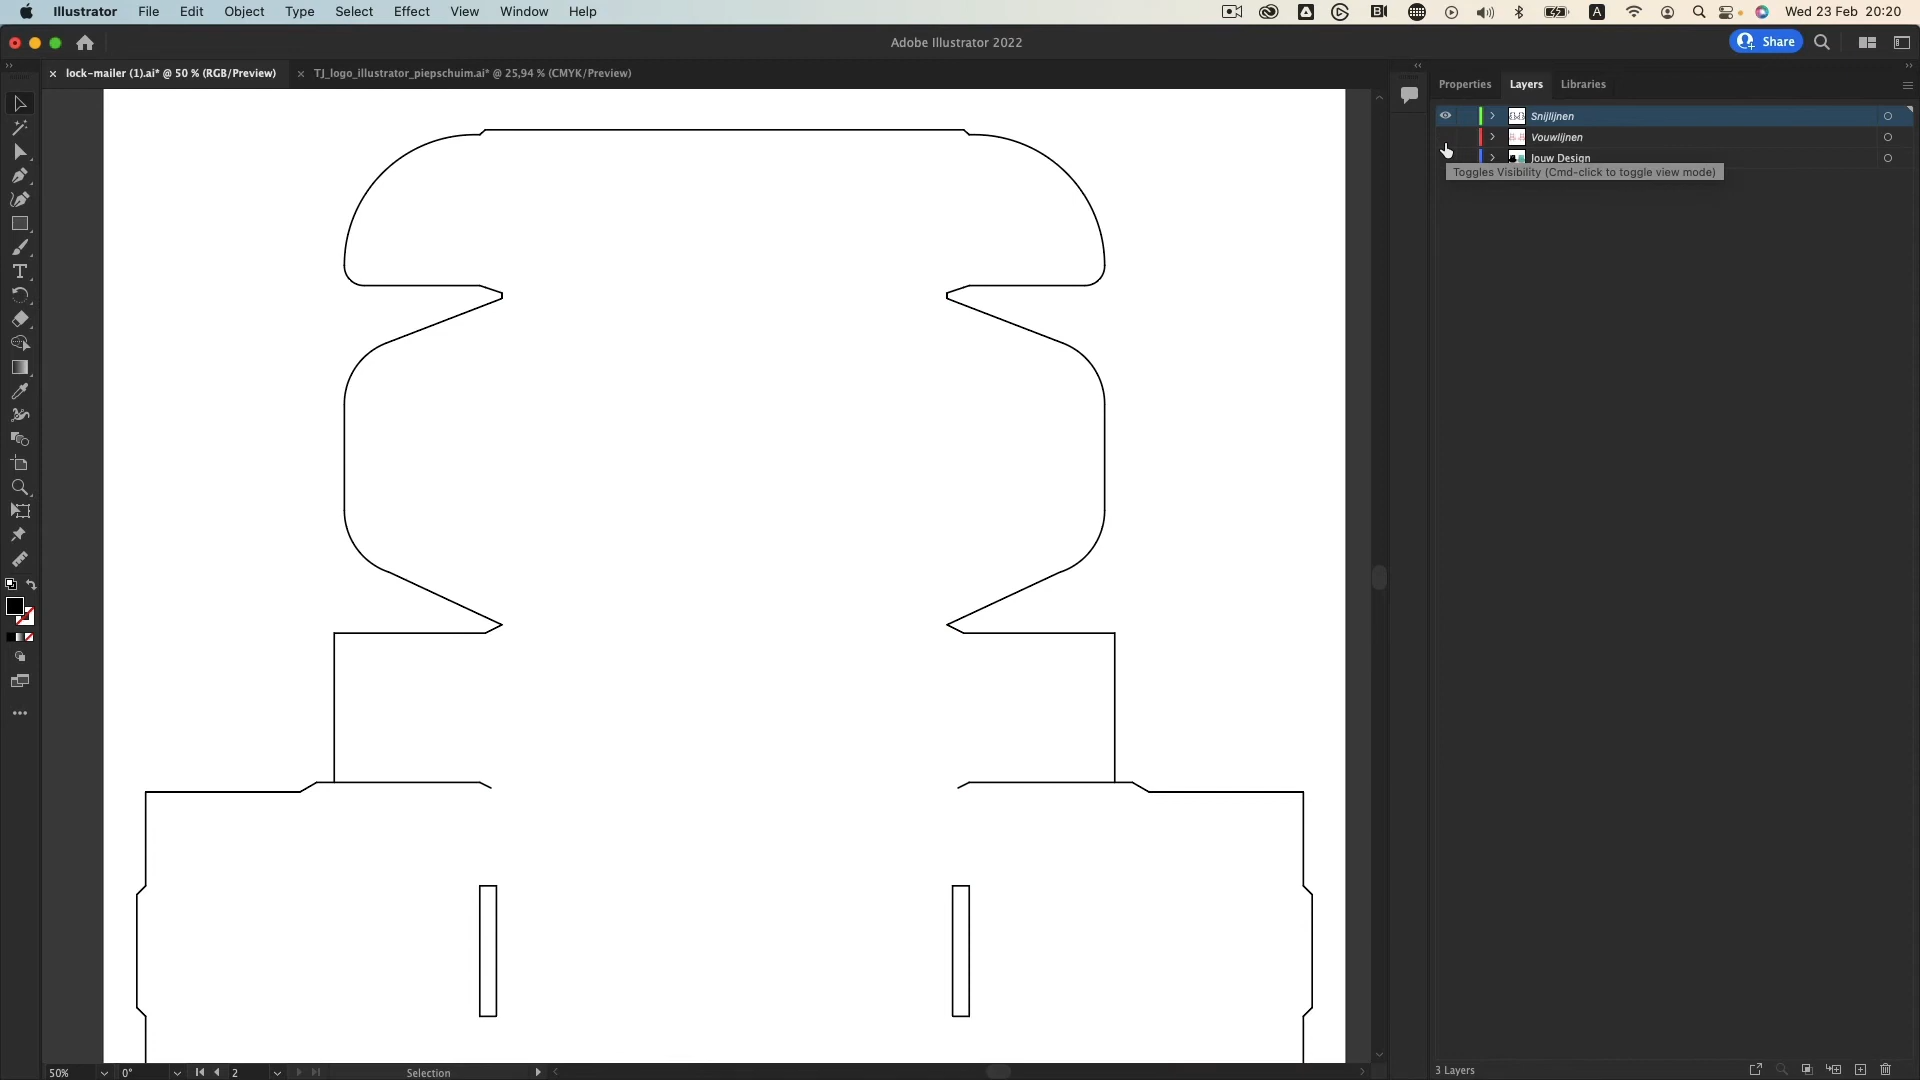 Illustrator File Edit Object Type Select Effect View Window Help
Wed 23 Feb 20:20
Adobe Illustrator 2022
Share
lock-mailer (1).ai* @ 50 % (RGB/Preview)
TJ_logo_illustrator_piepschuim.ai* @ 25,94 % (CMYK/Preview)
Properties Layers Libraries
Snijlijnen
Vouwlijnen
Jouw Design
Toggles Visibility (Cmd-click to toggle view mode)
50% 0° 2 Selection
3 Layers